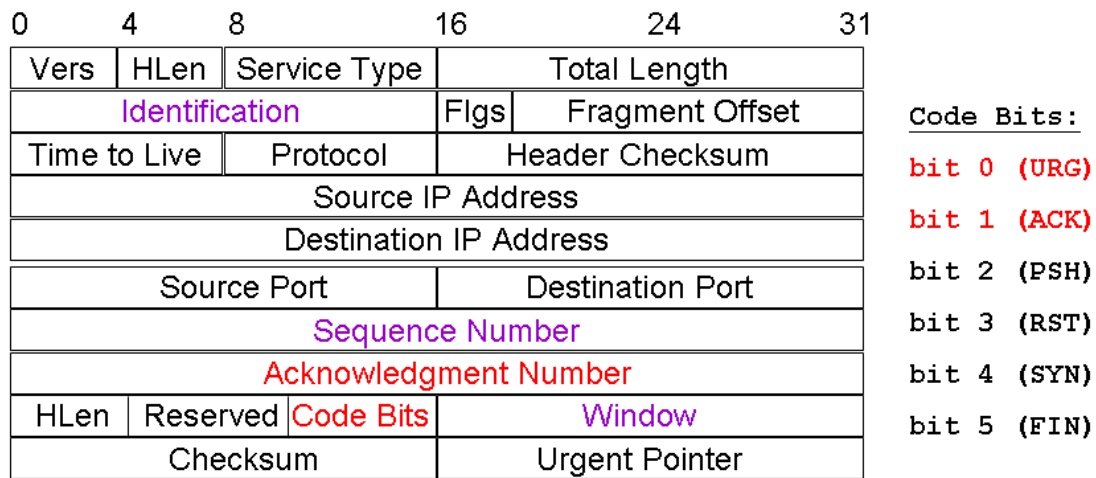 0 4 8 16 24 31
Vers HLen Service Type Total Length
Identification Flgs Fragment Offset
Time to Live Protocol Header Checksum
Source IP Address
Destination IP Address
Source Port Destination Port
Sequence Number
Acknowledgment Number
HLen Reserved Code Bits Window
Checksum Urgent Pointer
Code Bits:
bit 0 (URG)
bit 1 (ACK)
bit 2 (PSH)
bit 3 (RST)
bit 4 (SYN)
bit 5 (FIN)